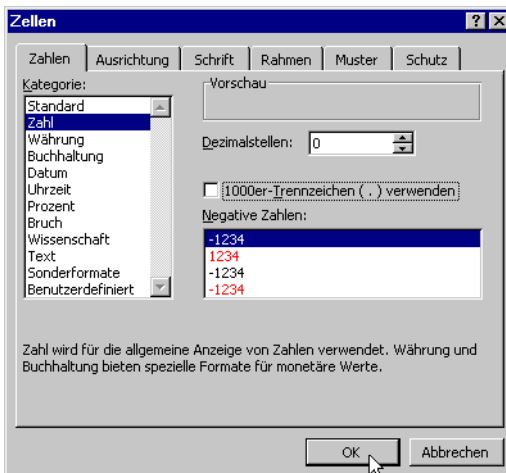 Zellen
Zahlen Ausrichtung Schrift Rahmen Muster Schutz
Kategorie:
Standard
Zahl
Währung
Buchhaltung
Datum
Uhrzeit
Prozent
Bruch
Wissenschaft
Text
Sonderformate
Benutzerdefiniert
Vorschau
Dezimalstellen: 0
1000er-Trennzeichen ( . ) verwenden
Negative Zahlen:
-1234
1234
-1234
-1234
Zahl wird für die allgemeine Anzeige von Zahlen verwendet. Währung und
Buchhaltung bieten spezielle Formate für monetäre Werte.
OK Abbrechen